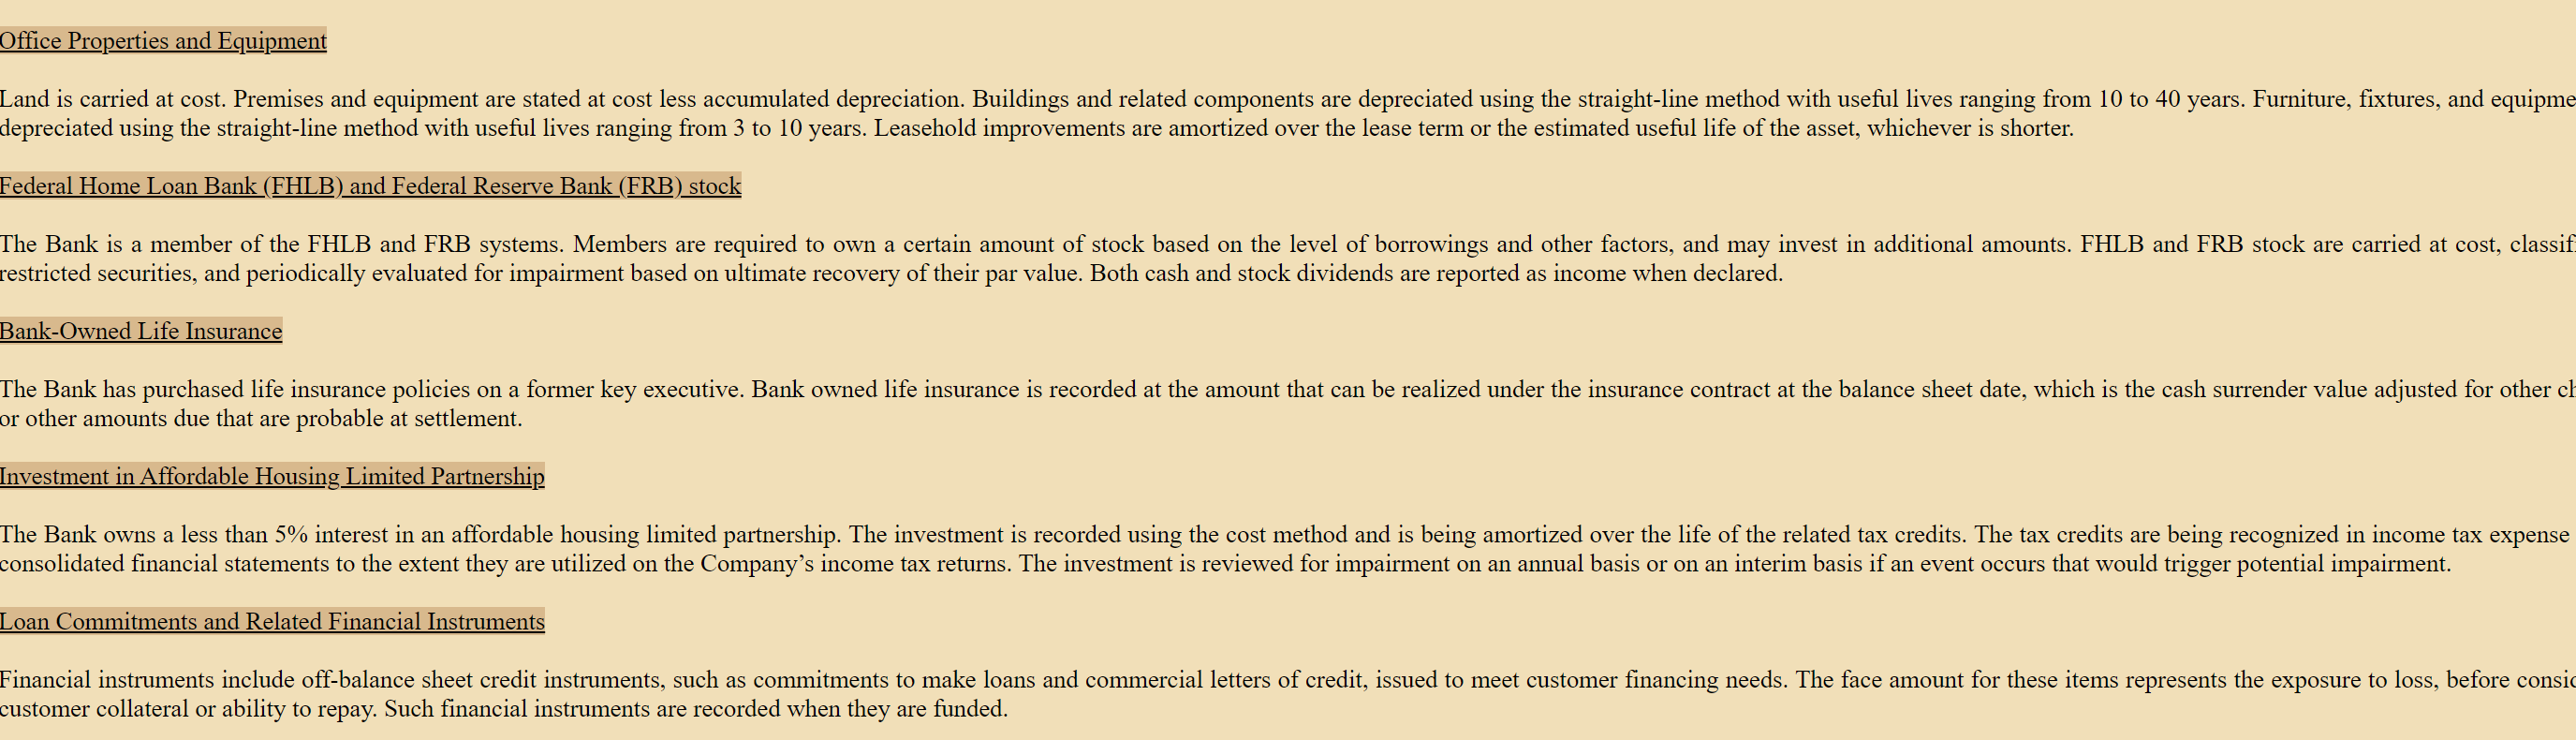 Office Properties and Equipment
Land is carried at cost. Premises and equipment are stated at cost less accumulated depreciation. Buildings and related components are depreciated using the straight-line method with useful lives ranging from 10 to 40 years. Furniture, fixtures, and
depreciated using the straight-line method with useful lives ranging from 3 to 10 years. Leasehold improvements are amortized over the lease term or the estimated useful life of the asset, whichever is shorter.
Federal Home Loan Bank (FHLB) and Federal Reserve Bank (FRB) stock
The Bank is a member of the FHLB and FRB systems. Members are required to own a certain amount of stock based on the level of borrowings and other factors, and may invest in additional amounts. FHLB and FRB stock are carried at cost,
restricted securities, and periodically evaluated for impairment based on ultimate recovery of their par value. Both cash and stock dividends are reported as income when declared.
Bank-Owned Life Insurance
The Bank has purchased life insurance policies on a former key executive. Bank owned life insurance is recorded at the amount that can be realized under the insurance contract at the balance sheet date, which is the cash surrender value adjusted for other
or other amounts due that are probable at settlement.
Investment in Affordable Housing Limited Partnership
The Bank owns a less than 5% interest in an affordable housing limited partnership. The investment is recorded using the cost method and is being amortized over the life of the related tax credits. The tax credits are being recognized in income tax expense
consolidated financial statements to the extent they are utilized on the Company’s income tax returns. The investment is reviewed for impairment on an annual basis or on an interim basis if an event occurs that would trigger potential impairment.
Loan Commitments and Related Financial Instruments
Financial instruments include off-balance sheet credit instruments, such as commitments to make loans and commercial letters of credit, issued to meet customer financing needs. The face amount for these items represents the exposure to loss, before
customer collateral or ability to repay. Such financial instruments are recorded when they are funded.